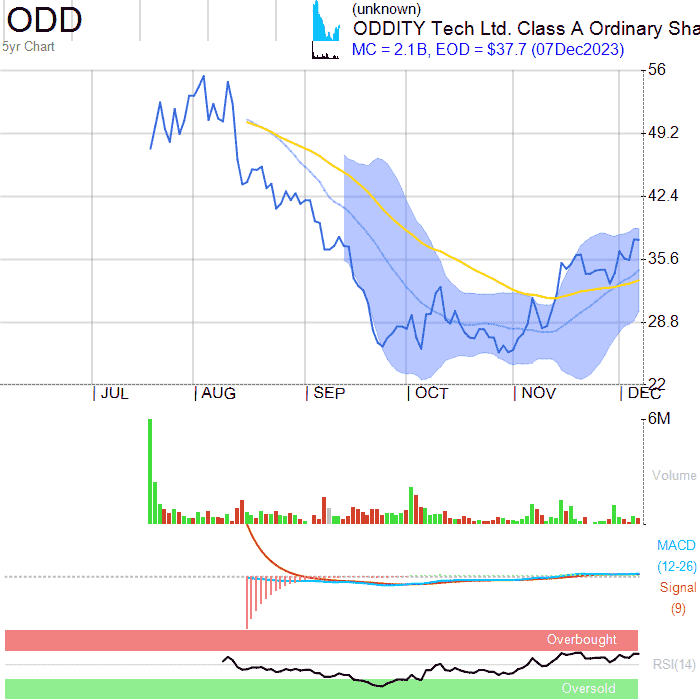 ODD
5yr Chart
(unknown)
ODDITY Tech Ltd. Class A Ordinary Sha
MC = 2.1B, EOD = $37.7 (07Dec2023)
56
49.2
42.4
35.6
28.8
22
JUL AUG SEP OCT NOV DEC
6M
Volume
MACD
(12-26)
Signal
(9)
Overbought
RSI(14)
Oversold